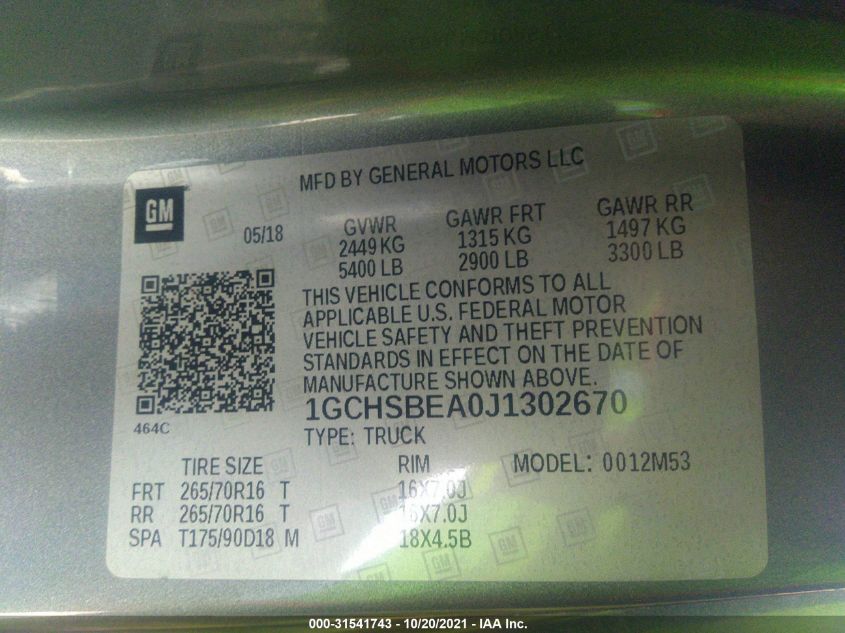 MFD BY GENERAL MOTORS LLC
GM
05/18
GVWR GAWR FRT GAWR RR
2449 KG 1315 KG 1497 KG
5400 LB 2900 LB 3300 LB
THIS VEHICLE CONFORMS TO ALL
APPLICABLE U.S. FEDERAL MOTOR
VEHICLE SAFETY AND THEFT PREVENTION
STANDARDS IN EFFECT ON THE DATE OF
MANUFACTURE SHOWN ABOVE.
1GCHSBEA0J1302670
464C
TYPE: TRUCK
TIRE SIZE RIM MODEL: 0012M53
FRT 265/70R16 T 16X7.0J
RR 265/70R16 T 16X7.0J
SPA T175/90D18 M 18X4.5B
000-31541743 - 10/20/2021 - IAA Inc.